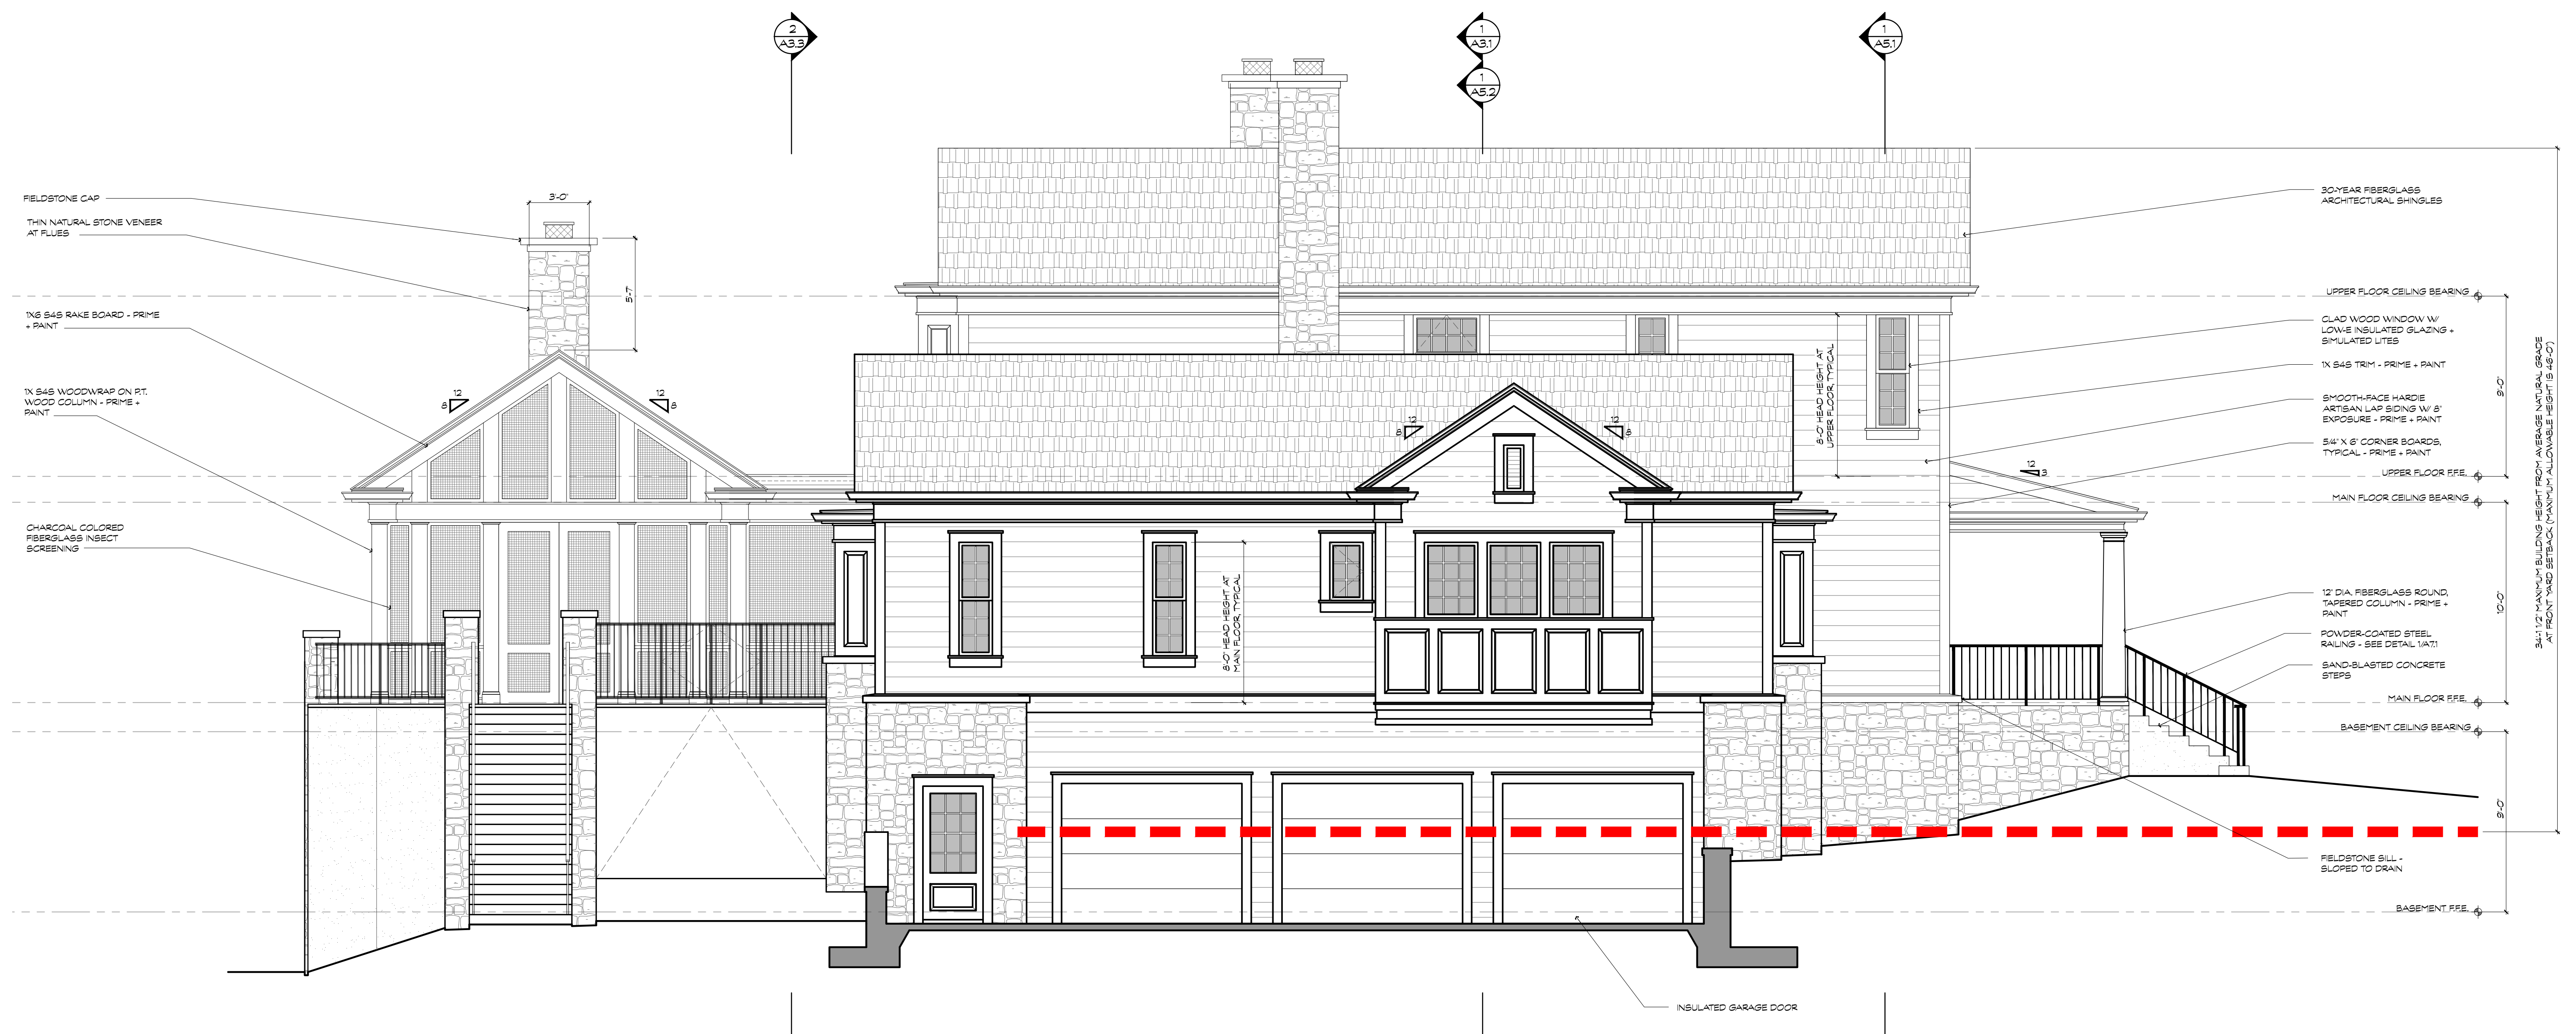 2
A3.3
1
A3.1
1
A5.2
1
A5.1
FIELDSTONE CAP
THIN NATURAL STONE VENEER
AT FLUES
1X6 S4S RAKE BOARD - PRIME
+ PAINT
1X S4S WOODWRAP ON P.T.
WOOD COLUMN - PRIME +
PAINT
CHARCOAL COLORED
FIBERGLASS INSECT
SCREENING
3'-0"
5'-7
12
8
12
8
12
8
12
8
12
3
8'-0" HEAD HEIGHT AT
MAIN FLOOR, TYPICAL
8'-0" HEAD HEIGHT AT
UPPER FLOOR, TYPICAL
30-YEAR FIBERGLASS
ARCHITECTURAL SHINGLES
UPPER FLOOR CEILING BEARING
CLAD WOOD WINDOW W/
LOW-E INSULATED GLAZING +
SIMULATED LITES
1X S4S TRIM - PRIME + PAINT
SMOOTH-FACE HARDIE
ARTISAN LAP SIDING W/ 8"
EXPOSURE - PRIME + PAINT
5/4" X 6" CORNER BOARDS,
TYPICAL - PRIME + PAINT
UPPER FLOOR F.F.E.
MAIN FLOOR CEILING BEARING
12" DIA. FIBERGLASS ROUND,
TAPERED COLUMN - PRIME +
PAINT
POWDER-COATED STEEL
RAILING - SEE DETAIL 1/A7.1
SAND-BLASTED CONCRETE
STEPS
MAIN FLOOR F.F.E.
BASEMENT CEILING BEARING
FIELDSTONE SILL -
SLOPED TO DRAIN
BASEMENT F.F.E.
INSULATED GARAGE DOOR
9'-0"
10'-0"
9'-0"
34'-1 1/2" MAXIMUM BUILDING HEIGHT FROM AVERAGE NATURAL GRADE
AT FRONT YARD SETBACK (MAXIMUM ALLOWABLE HEIGHT IS 48'-0")